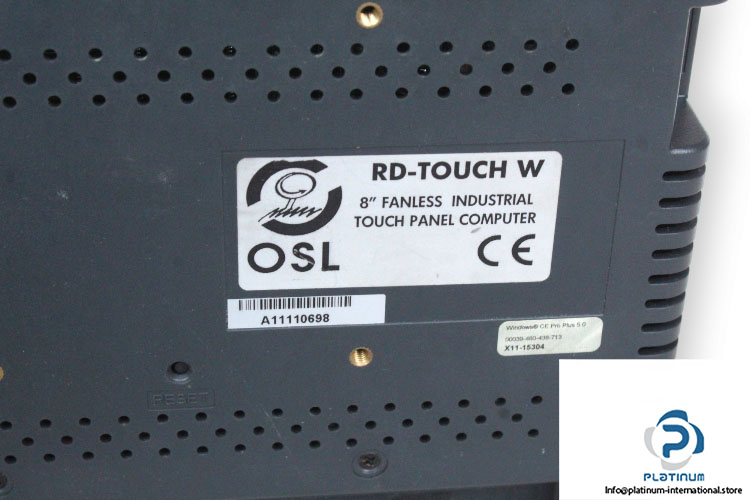 RD-TOUCH W
8” FANLESS INDUSTRIAL
TOUCH PANEL COMPUTER
OSL
CE
A11110698
Windows® CE Pro Plus 5.0
00039-460-436-713
X11-15304
RESET
PLATINUM
Info@platinum-international.store